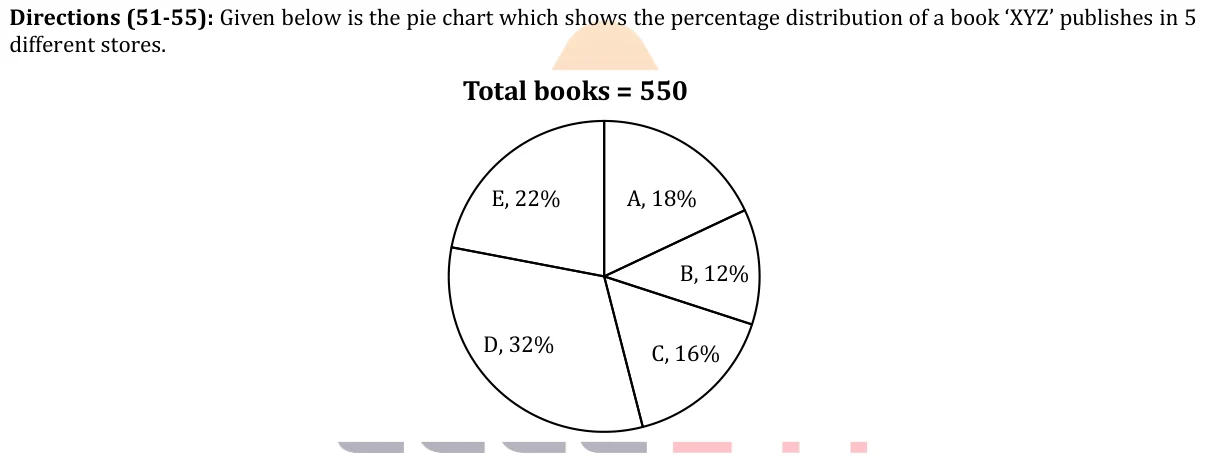 Directions (51-55): Given below is the pie chart which shows the percentage distribution of a book ‘XYZ’ publishes in 5
different stores.
Total books = 550
E, 22%
A, 18%
B, 12%
D, 32%
C, 16%